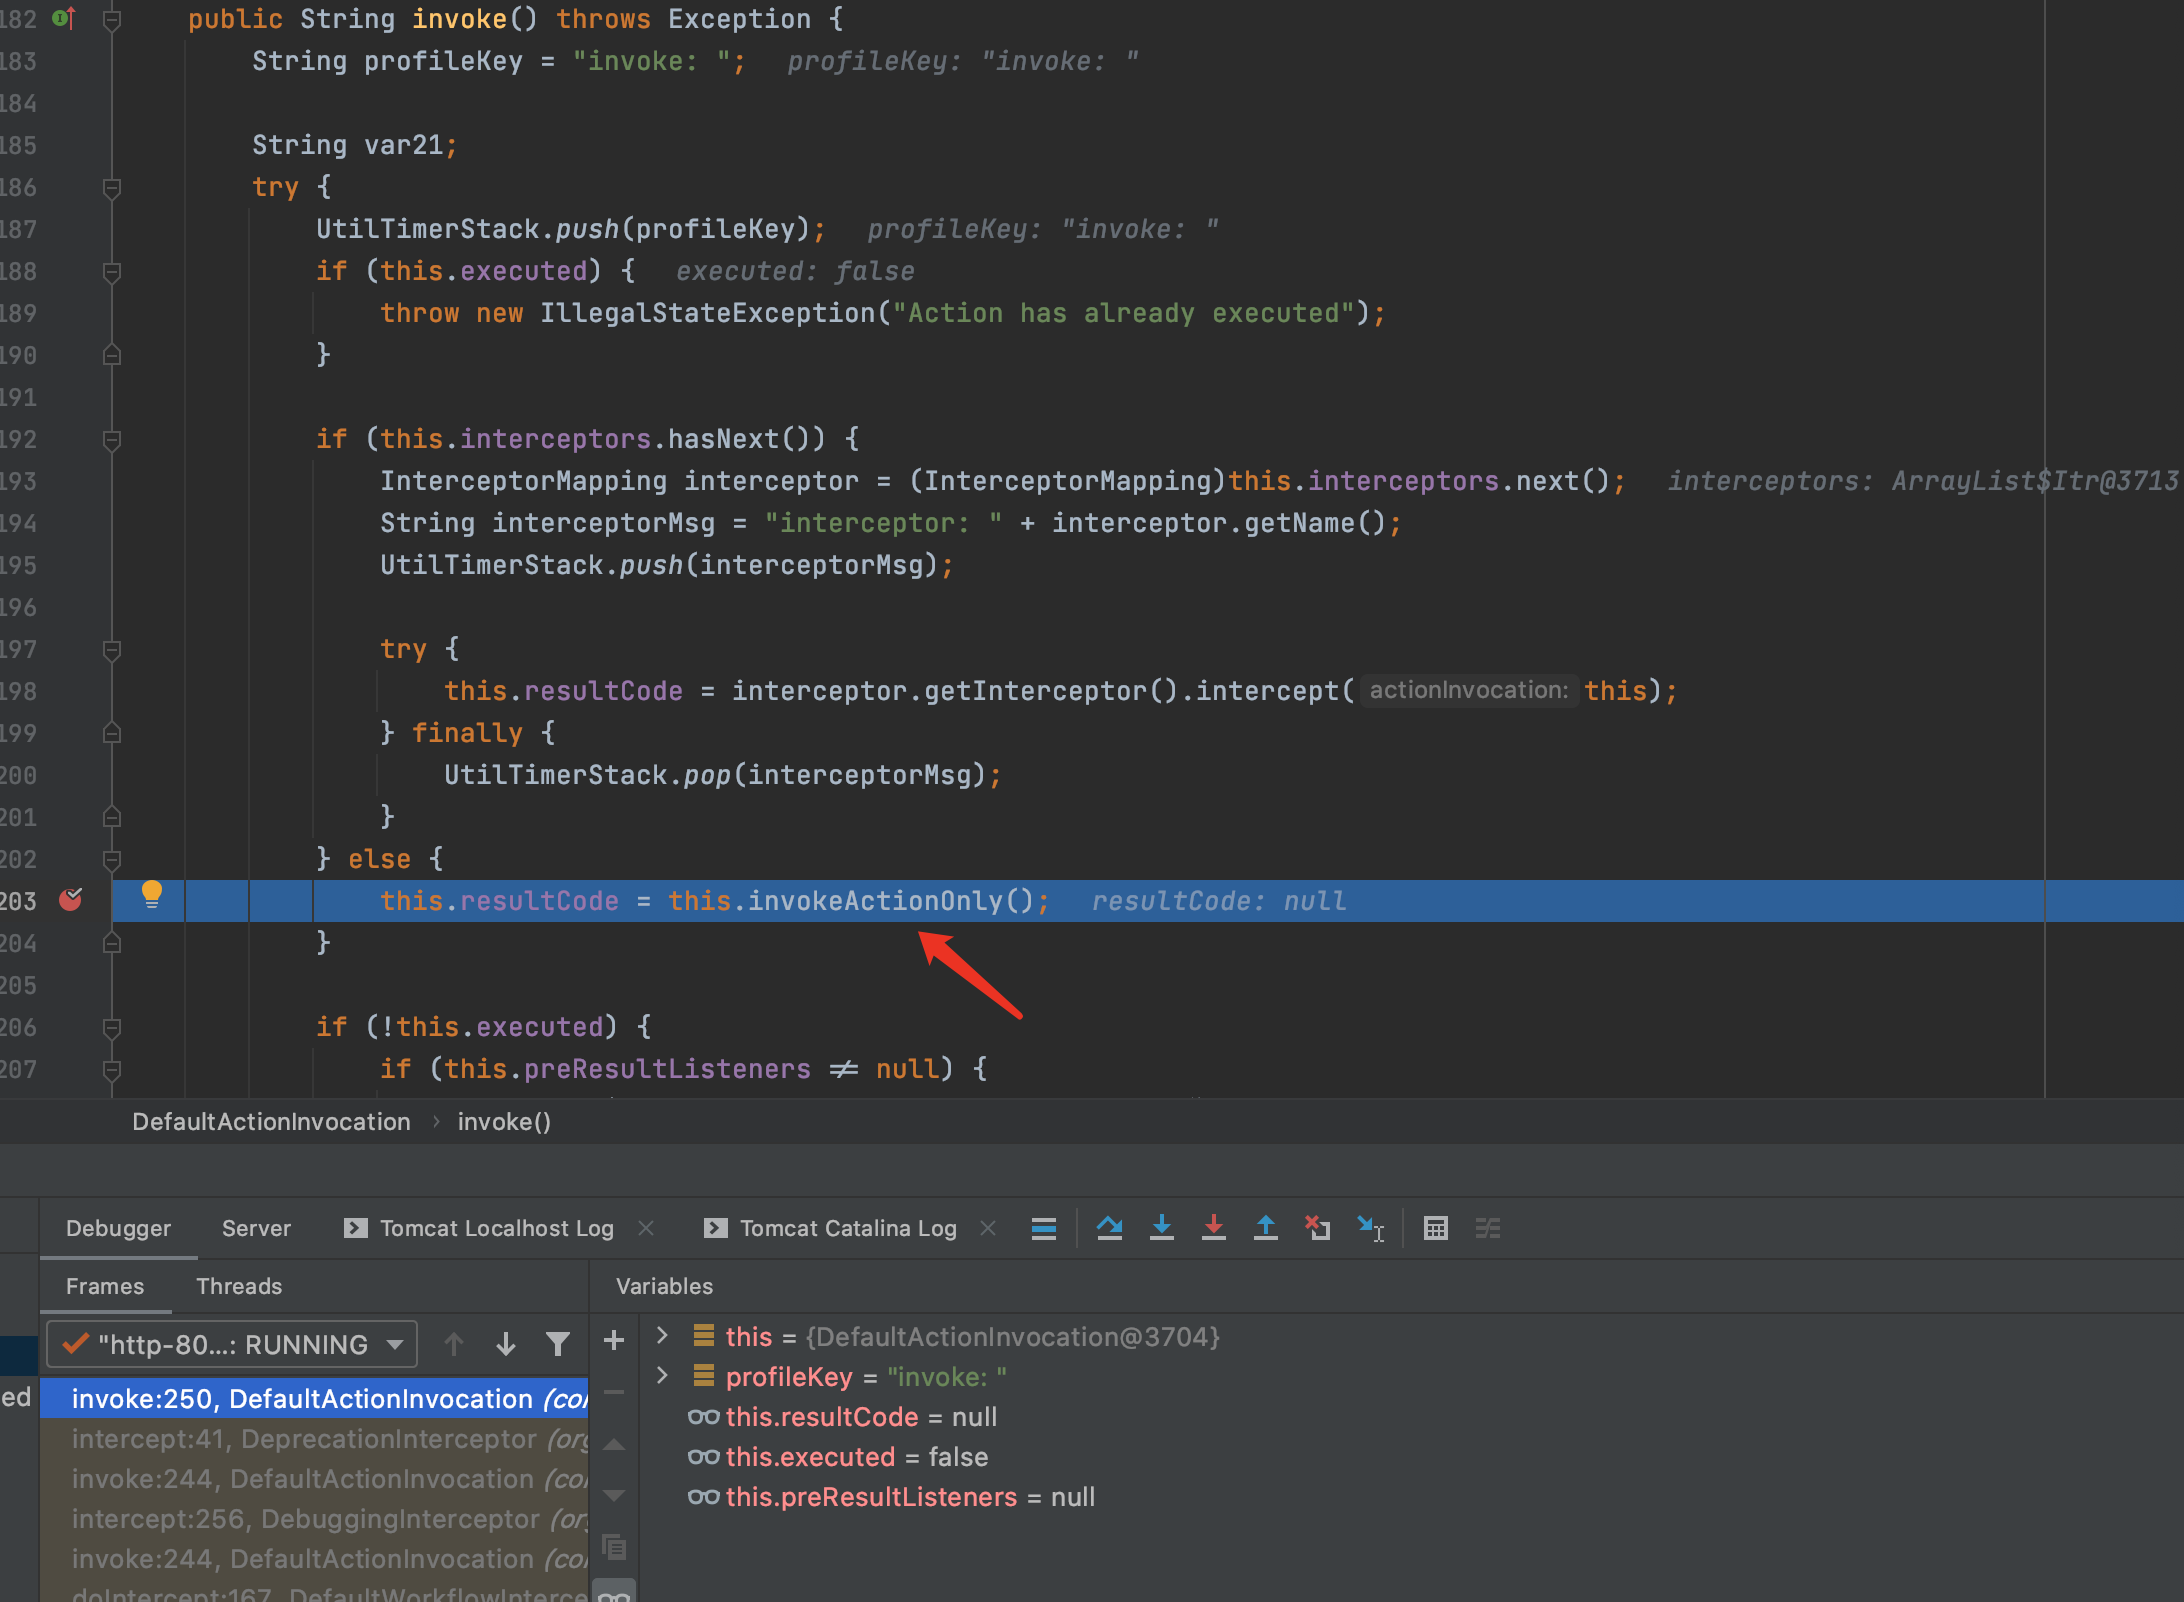 182 public String invoke() throws Exception {
183 String profileKey = "invoke: "; profileKey: "invoke: "
184
185 String var21;
186 try {
187 UtilTimerStack.push(profileKey); profileKey: "invoke: "
188 if (this.executed) { executed: false
189 throw new IllegalStateException("Action has already executed");
190 }
191
192 if (this.interceptors.hasNext()) {
193 InterceptorMapping interceptor = (InterceptorMapping)this.interceptors.next(); interceptors: ArrayList$Itr@3713
194 String interceptorMsg = "interceptor: " + interceptor.getName();
195 UtilTimerStack.push(interceptorMsg);
196
197 try {
198 this.resultCode = interceptor.getInterceptor().intercept( actionInvocation: this);
199 } finally {
200 UtilTimerStack.pop(interceptorMsg);
201 }
202 } else {
203 this.resultCode = this.invokeActionOnly(); resultCode: null
204 }
205
206 if (!this.executed) {
207 if (this.preResultListeners ≠ null) {
DefaultActionInvocation › invoke()
Debugger Server Tomcat Localhost Log Tomcat Catalina Log
Frames Threads Variables
"http-80...: RUNNING
ed
invoke:250, DefaultActionInvocation (co
intercept:41, DeprecationInterceptor (org
invoke:244, DefaultActionInvocation (co
intercept:256, DebuggingInterceptor (org
invoke:244, DefaultActionInvocation (co
doIntercept:167, DefaultWorkflowInterce
this = {DefaultActionInvocation@3704}
profileKey = "invoke: "
this.resultCode = null
this.executed = false
this.preResultListeners = null